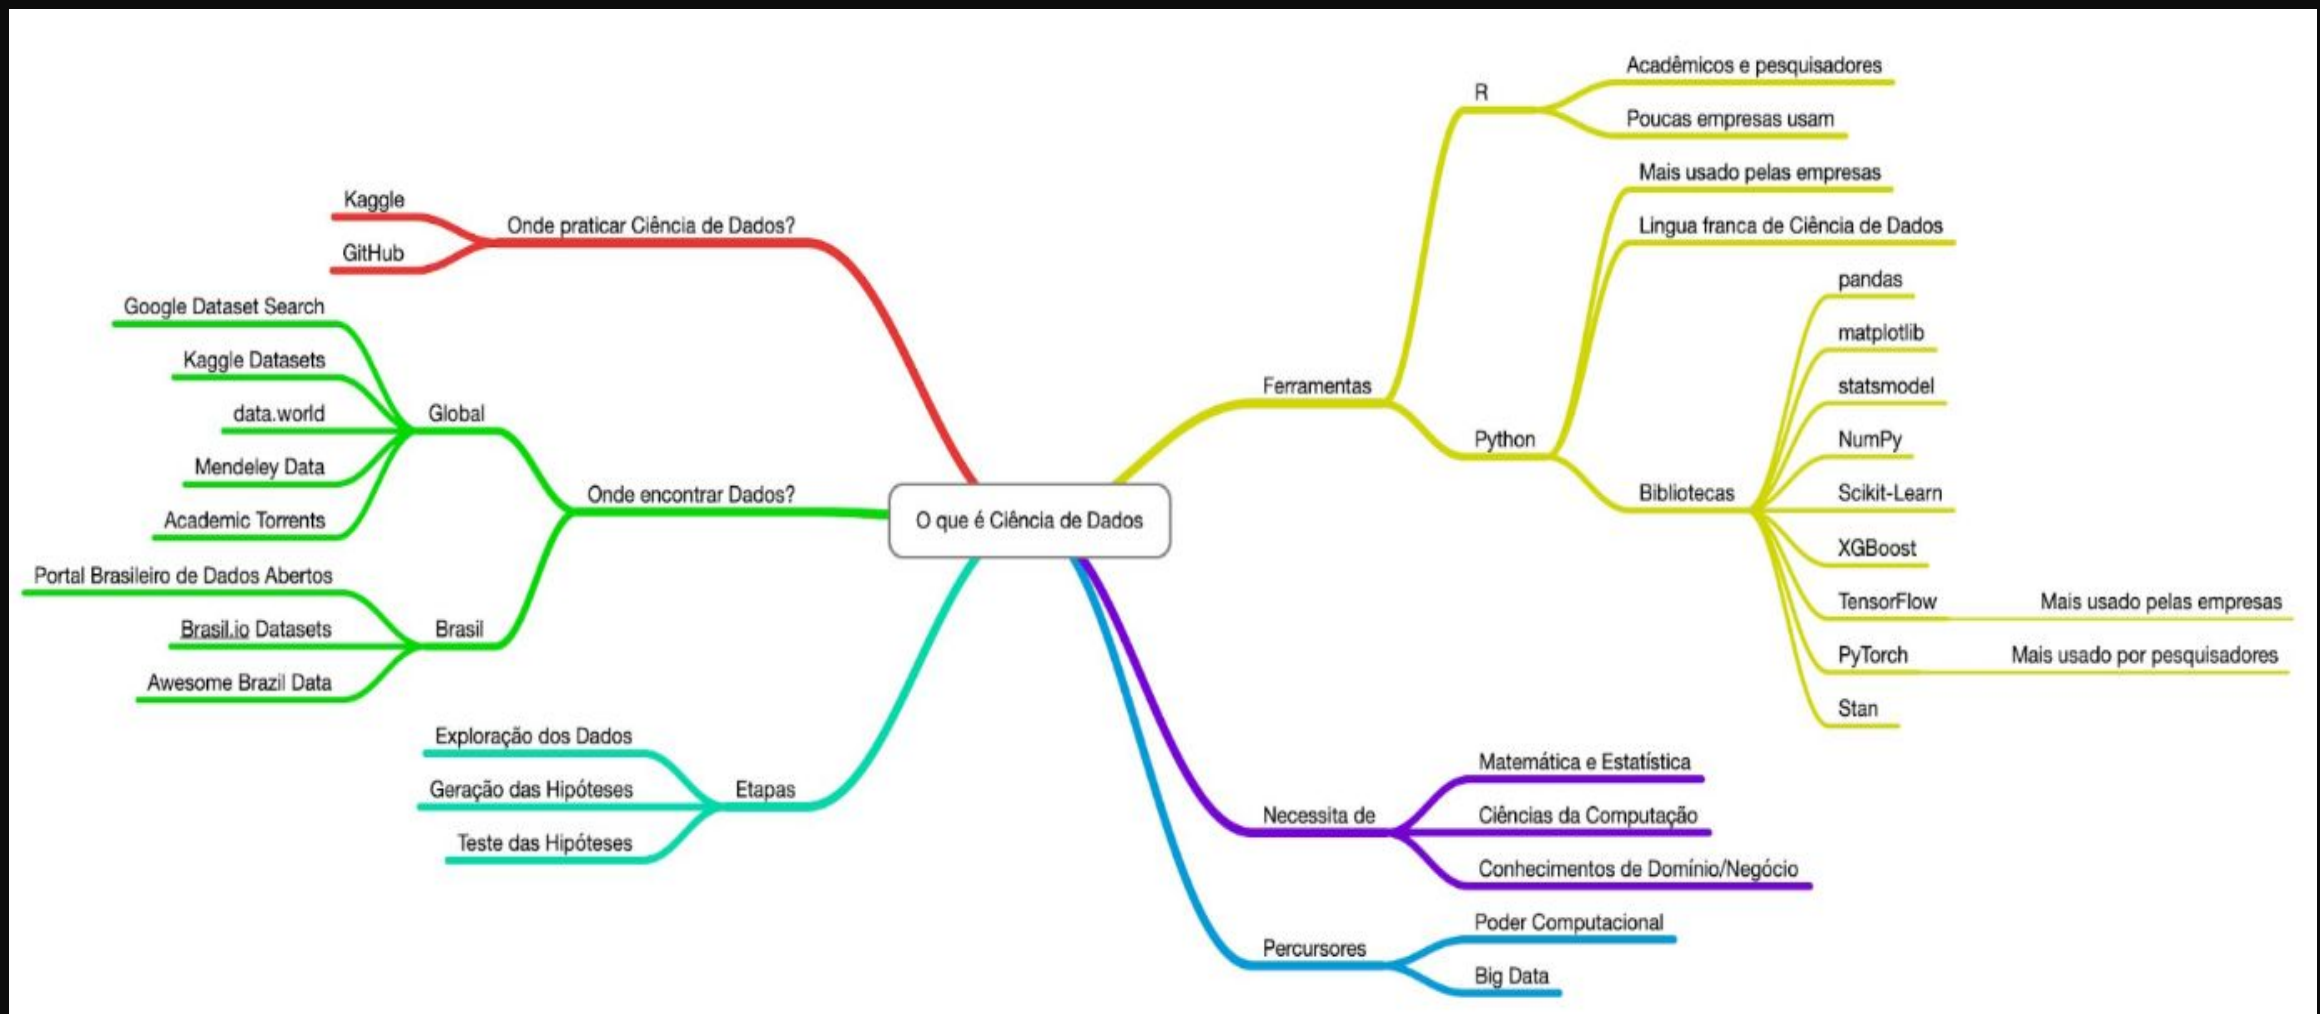 O que é Ciência de Dados
Onde praticar Ciência de Dados?
Kaggle
GitHub
Onde encontrar Dados?
Global
Google Dataset Search
Kaggle Datasets
data.world
Mendeley Data
Academic Torrents
Brasil
Portal Brasileiro de Dados Abertos
Brasil.io Datasets
Awesome Brazil Data
Etapas
Exploração dos Dados
Geração das Hipóteses
Teste das Hipóteses
Ferramentas
R
Acadêmicos e pesquisadores
Poucas empresas usam
Python
Mais usado pelas empresas
Lingua franca de Ciência de Dados
Bibliotecas
pandas
matplotlib
statsmodel
NumPy
Scikit-Learn
XGBoost
TensorFlow
Mais usado pelas empresas
PyTorch
Mais usado por pesquisadores
Stan
Necessita de
Matemática e Estatística
Ciências da Computação
Conhecimentos de Domínio/Negócio
Percursores
Poder Computacional
Big Data